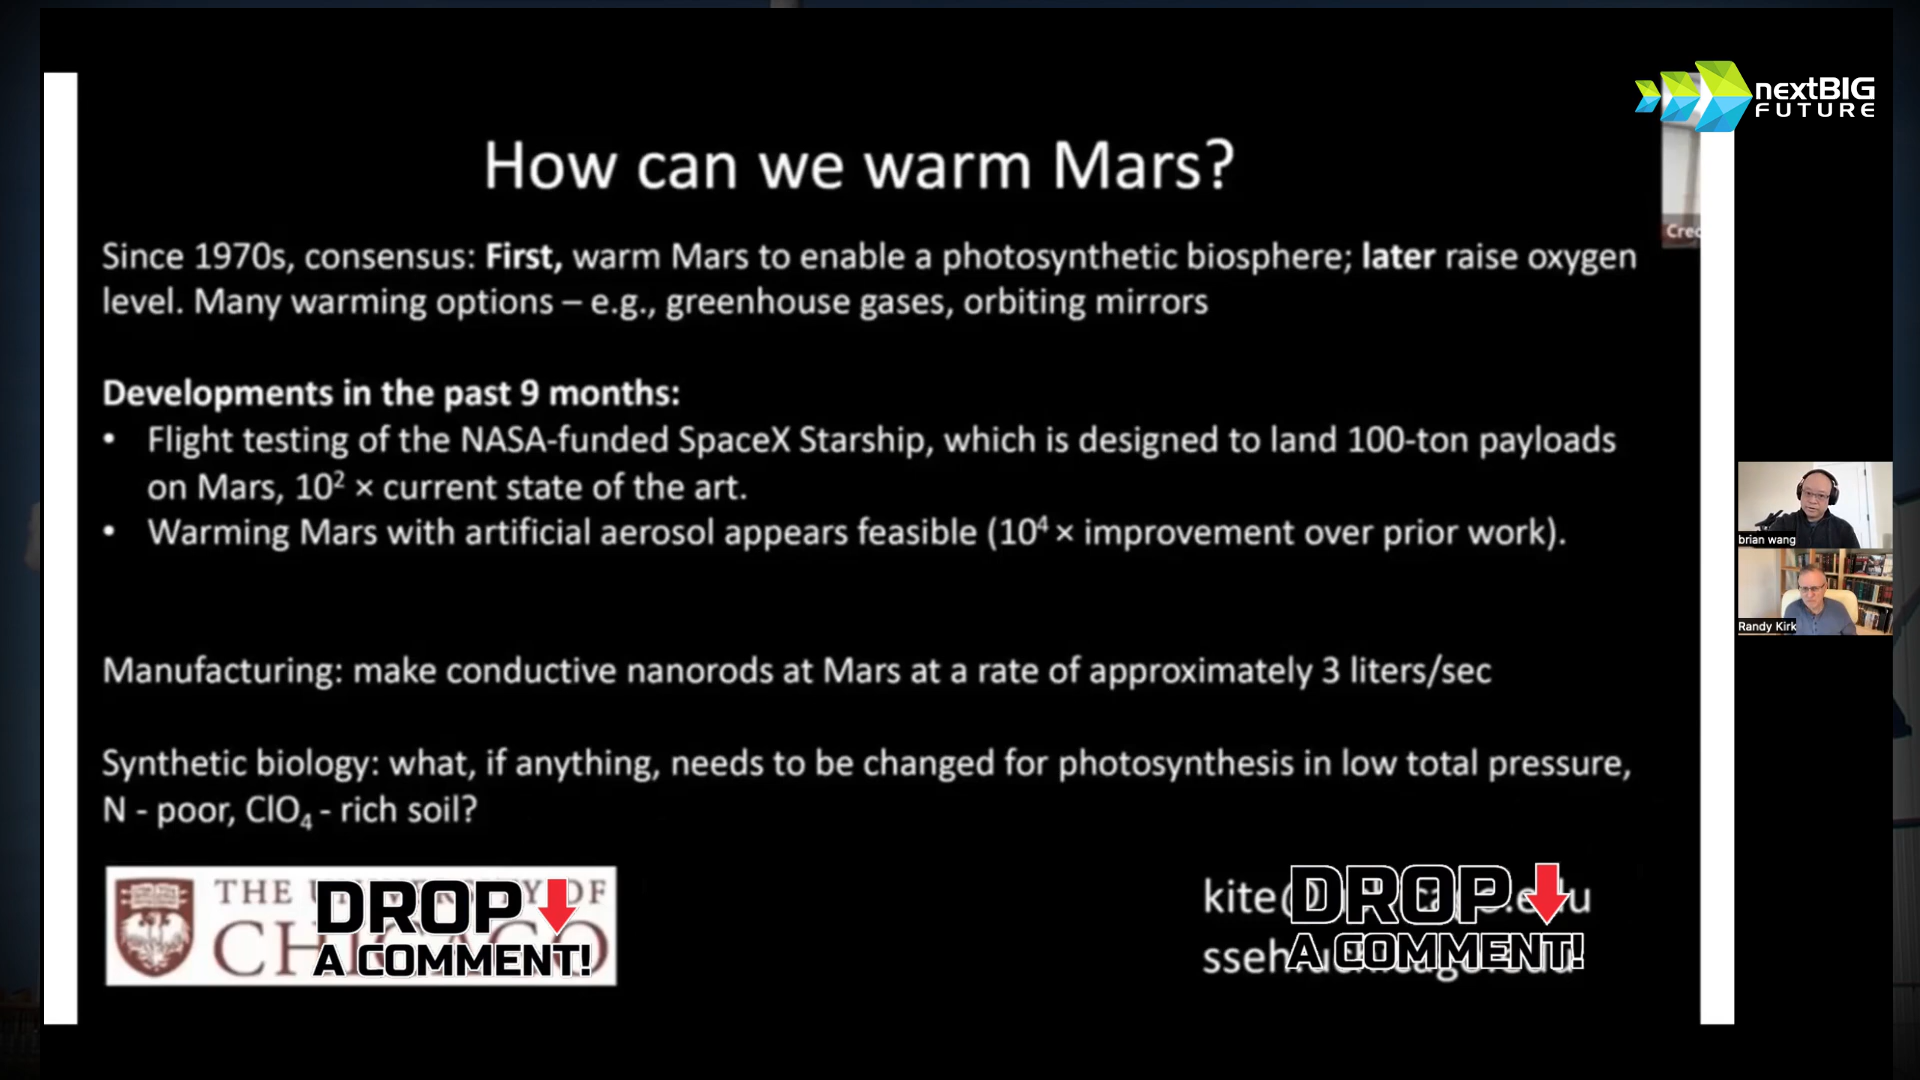 nextBIG
FUTURE
How can we warm Mars?
Cred
Since 1970s, consensus: First, warm Mars to enable a photosynthetic biosphere; later raise oxygen
level. Many warming options – e.g., greenhouse gases, orbiting mirrors
Developments in the past 9 months:
• Flight testing of the NASA-funded SpaceX Starship, which is designed to land 100-ton payloads
on Mars, 10² × current state of the art.
• Warming Mars with artificial aerosol appears feasible (10⁴ × improvement over prior work).
brian wang
Randy Kirk
Manufacturing: make conductive nanorods at Mars at a rate of approximately 3 liters/sec
Synthetic biology: what, if anything, needs to be changed for photosynthesis in low total pressure,
N - poor, ClO₄ - rich soil?
THE UNIVERSITY OF
CHICAGO
DROP
A COMMENT!
kite@
DROP
A COMMENT!